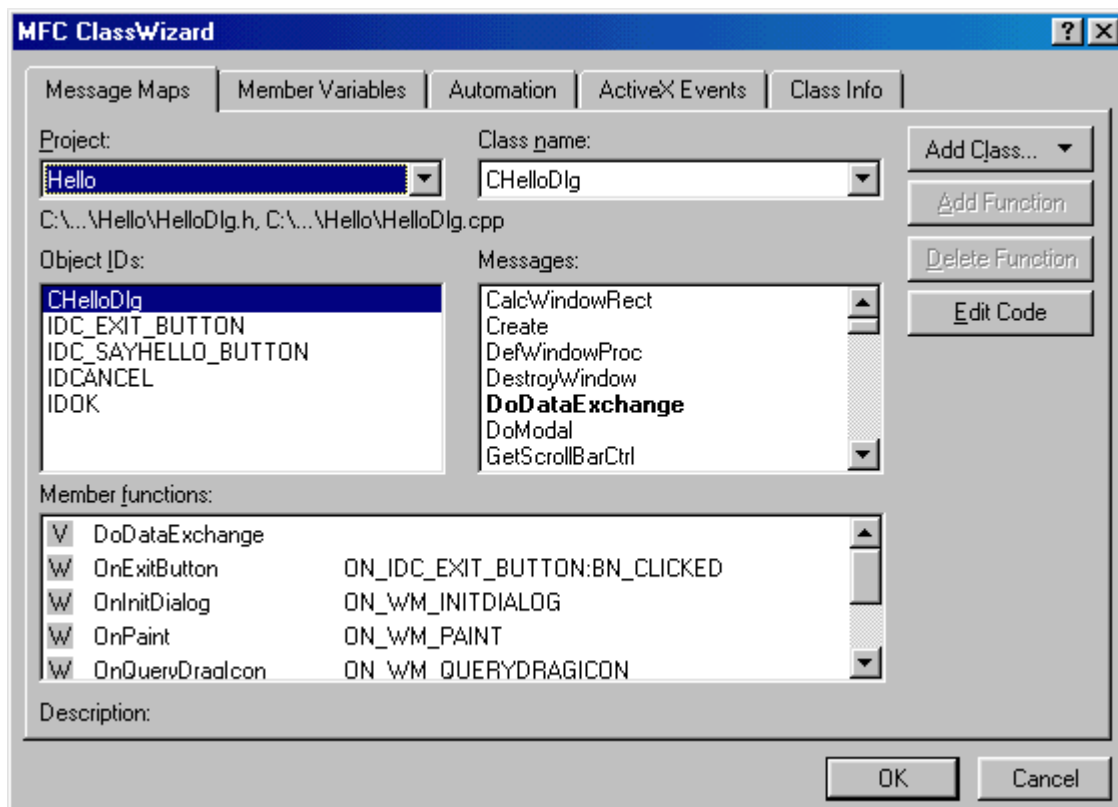 MFC ClassWizard
Message Maps Member Variables Automation ActiveX Events Class Info
Project:
Hello
Class name:
CHelloDlg
C:\...\Hello\HelloDlg.h, C:\...\Hello\HelloDlg.cpp
Add Class...
Add Function
Delete Function
Edit Code
Object IDs:
CHelloDlg
IDC_EXIT_BUTTON
IDC_SAYHELLO_BUTTON
IDCANCEL
IDOK
Messages:
CalcWindowRect
Create
DefWindowProc
DestroyWindow
DoDataExchange
DoModal
GetScrollBarCtrl
Member functions:
V DoDataExchange
W OnExitButton ON_IDC_EXIT_BUTTON:BN_CLICKED
W OnInitDialog ON_WM_INITDIALOG
W OnPaint ON_WM_PAINT
W OnQueryDragIcon ON_WM_QUERYDRAGICON
Description:
OK Cancel